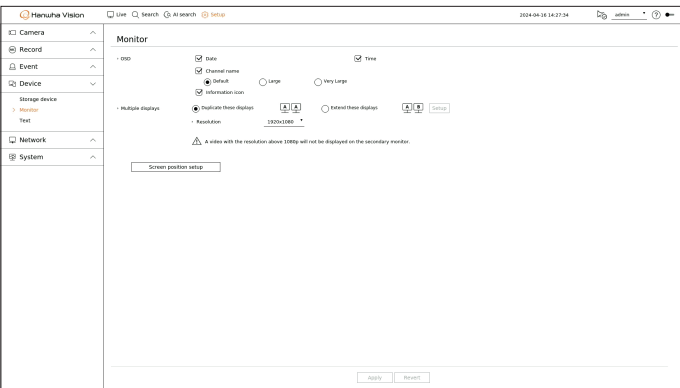 Hanwha Vision
Live Search AI search Setup 2024-04-16 14:27:34 admin ?
Camera
Record
Event
Device
Storage device
Monitor
Text
Network
System
Monitor
OSD
Date Time
Channel name
Default Large Very Large
Information icon
Multiple displays Duplicate these displays A A Extend these displays A B Setup
Resolution 1920x1080
A video with the resolution above 1080p will not be displayed on the secondary monitor.
Screen position setup
Apply Revert